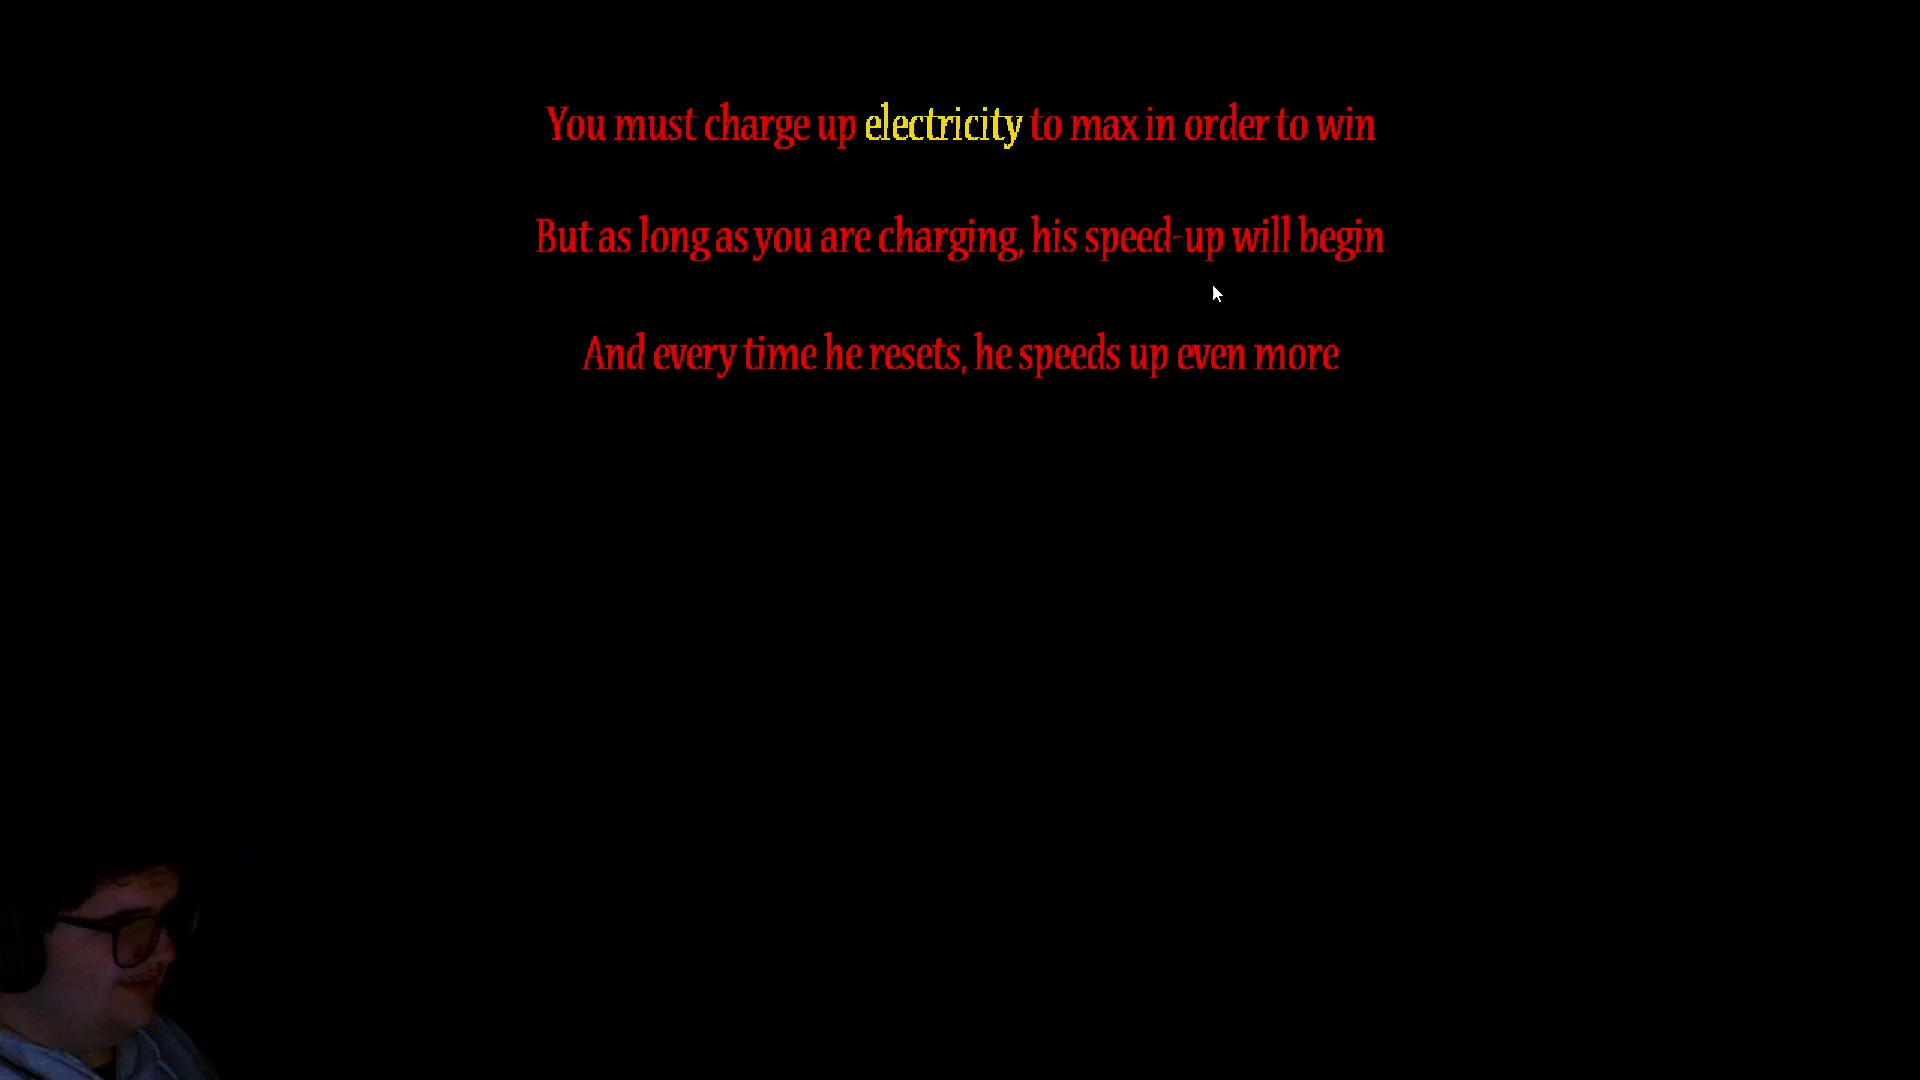 You must charge up electricity to max in order to win
But as long as you are charging, his speed-up will begin
And every time he resets, he speeds up even more